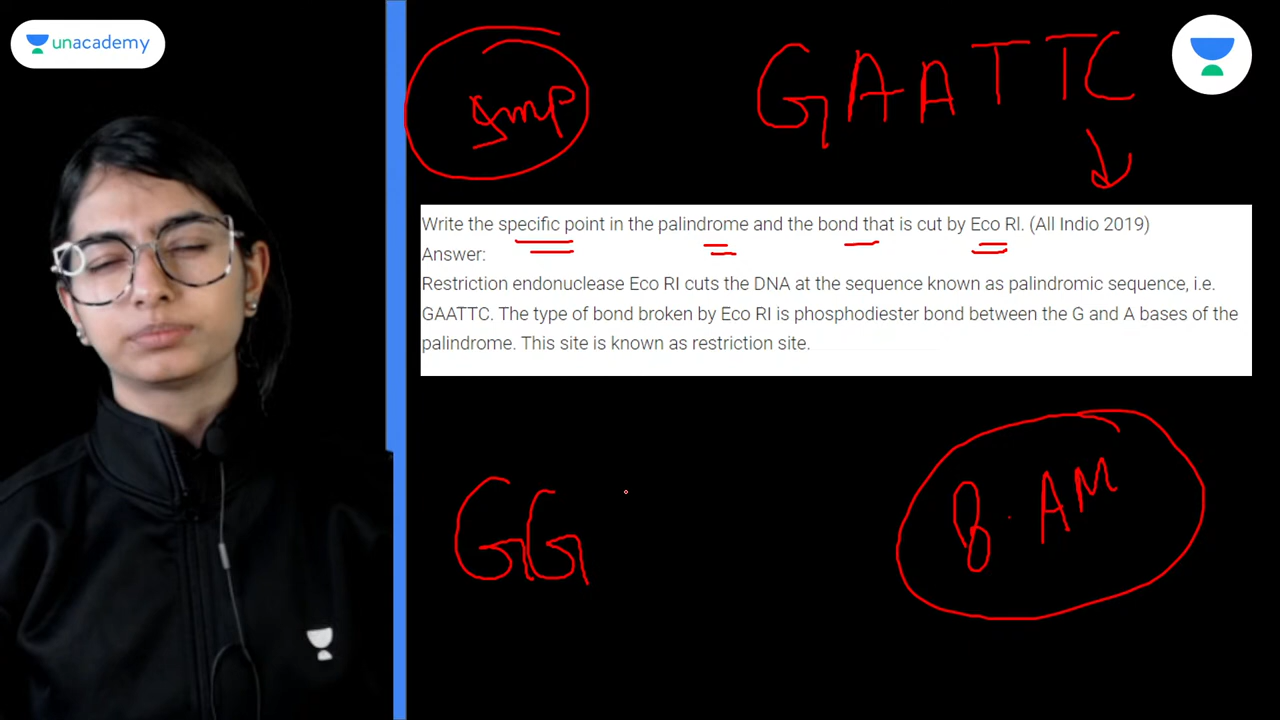 unacademy
Imp
GAATTC
Write the specific point in the palindrome and the bond that is cut by Eco RI. (All Indio 2019)
Answer:
Restriction endonuclease Eco RI cuts the DNA at the sequence known as palindromic sequence, i.e.
GAATTC. The type of bond broken by Eco RI is phosphodiester bond between the G and A bases of the
palindrome. This site is known as restriction site.
GG
B.AM